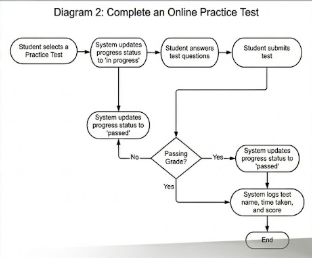 Diagram 2: Complete an Online Practice Test
Student selects a
Practice Test
System updates
progress status
to 'in progress'
Student answers
test questions
Student submits
test
System updates
progress status to
'passed'
Passing
Grade?
No
Yes
System updates
progress status to
'passed'
Yes
System logs test
name, time taken,
and score
End